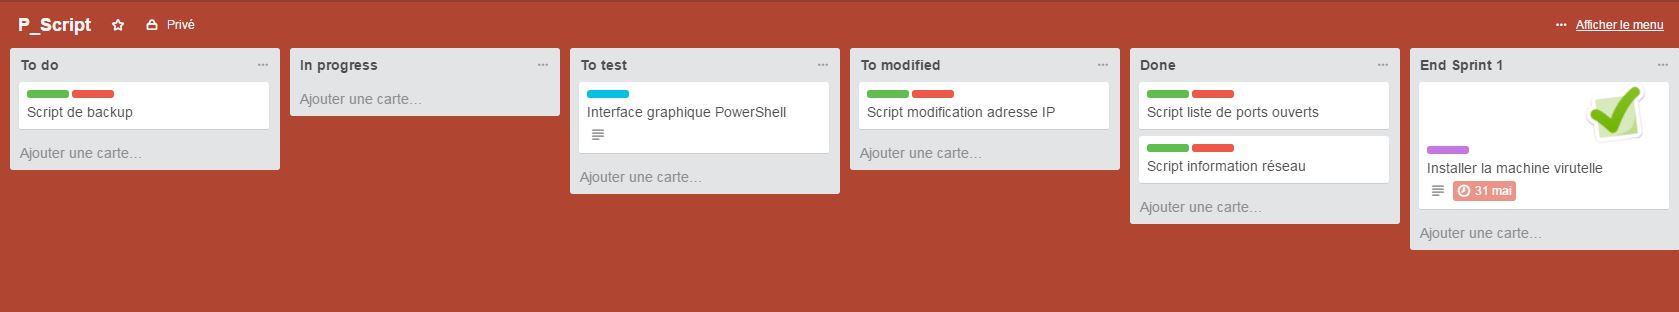 P_Script
Privé
Afficher le menu
To do
Script de backup
Ajouter une carte...
In progress
Ajouter une carte...
To test
Interface graphique PowerShell
Ajouter une carte...
To modified
Script modification adresse IP
Ajouter une carte...
Done
Script liste de ports ouverts
Script information réseau
Ajouter une carte...
End Sprint 1
Installer la machine virutelle
31 mai
Ajouter une carte...